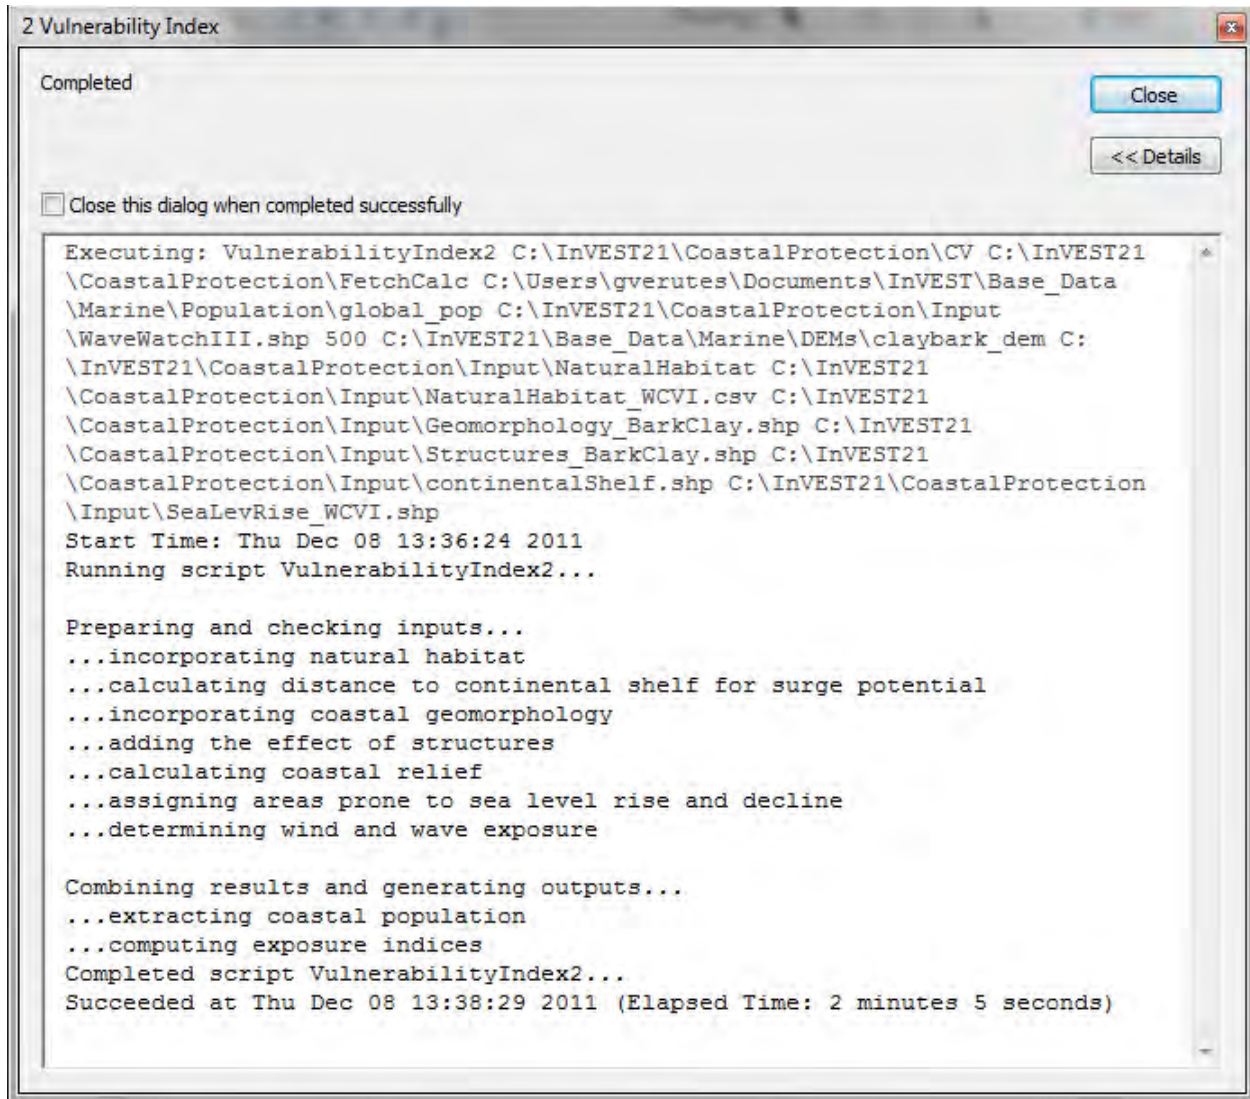 2 Vulnerability Index
Completed
Close
<< Details
Close this dialog when completed successfully
Executing: VulnerabilityIndex2 C:\InVEST21\CoastalProtection\CV C:\InVEST21
\CoastalProtection\FetchCalc C:\Users\gverutes\Documents\InVEST\Base_Data
\Marine\Population\global_pop C:\InVEST21\CoastalProtection\Input
\WaveWatchIII.shp 500 C:\InVEST21\Base_Data\Marine\DEMs\claybark_dem C:
\InVEST21\CoastalProtection\Input\NaturalHabitat C:\InVEST21
\CoastalProtection\Input\NaturalHabitat_WCVI.csv C:\InVEST21
\CoastalProtection\Input\Geomorphology_BarkClay.shp C:\InVEST21
\CoastalProtection\Input\Structures_BarkClay.shp C:\InVEST21
\CoastalProtection\Input\continentalShelf.shp C:\InVEST21\CoastalProtection
\Input\SeaLevRise_WCVI.shp
Start Time: Thu Dec 08 13:36:24 2011
Running script VulnerabilityIndex2...
Preparing and checking inputs...
...incorporating natural habitat
...calculating distance to continental shelf for surge potential
...incorporating coastal geomorphology
...adding the effect of structures
...calculating coastal relief
...assigning areas prone to sea level rise and decline
...determining wind and wave exposure
Combining results and generating outputs...
...extracting coastal population
...computing exposure indices
Completed script VulnerabilityIndex2...
Succeeded at Thu Dec 08 13:38:29 2011 (Elapsed Time: 2 minutes 5 seconds)